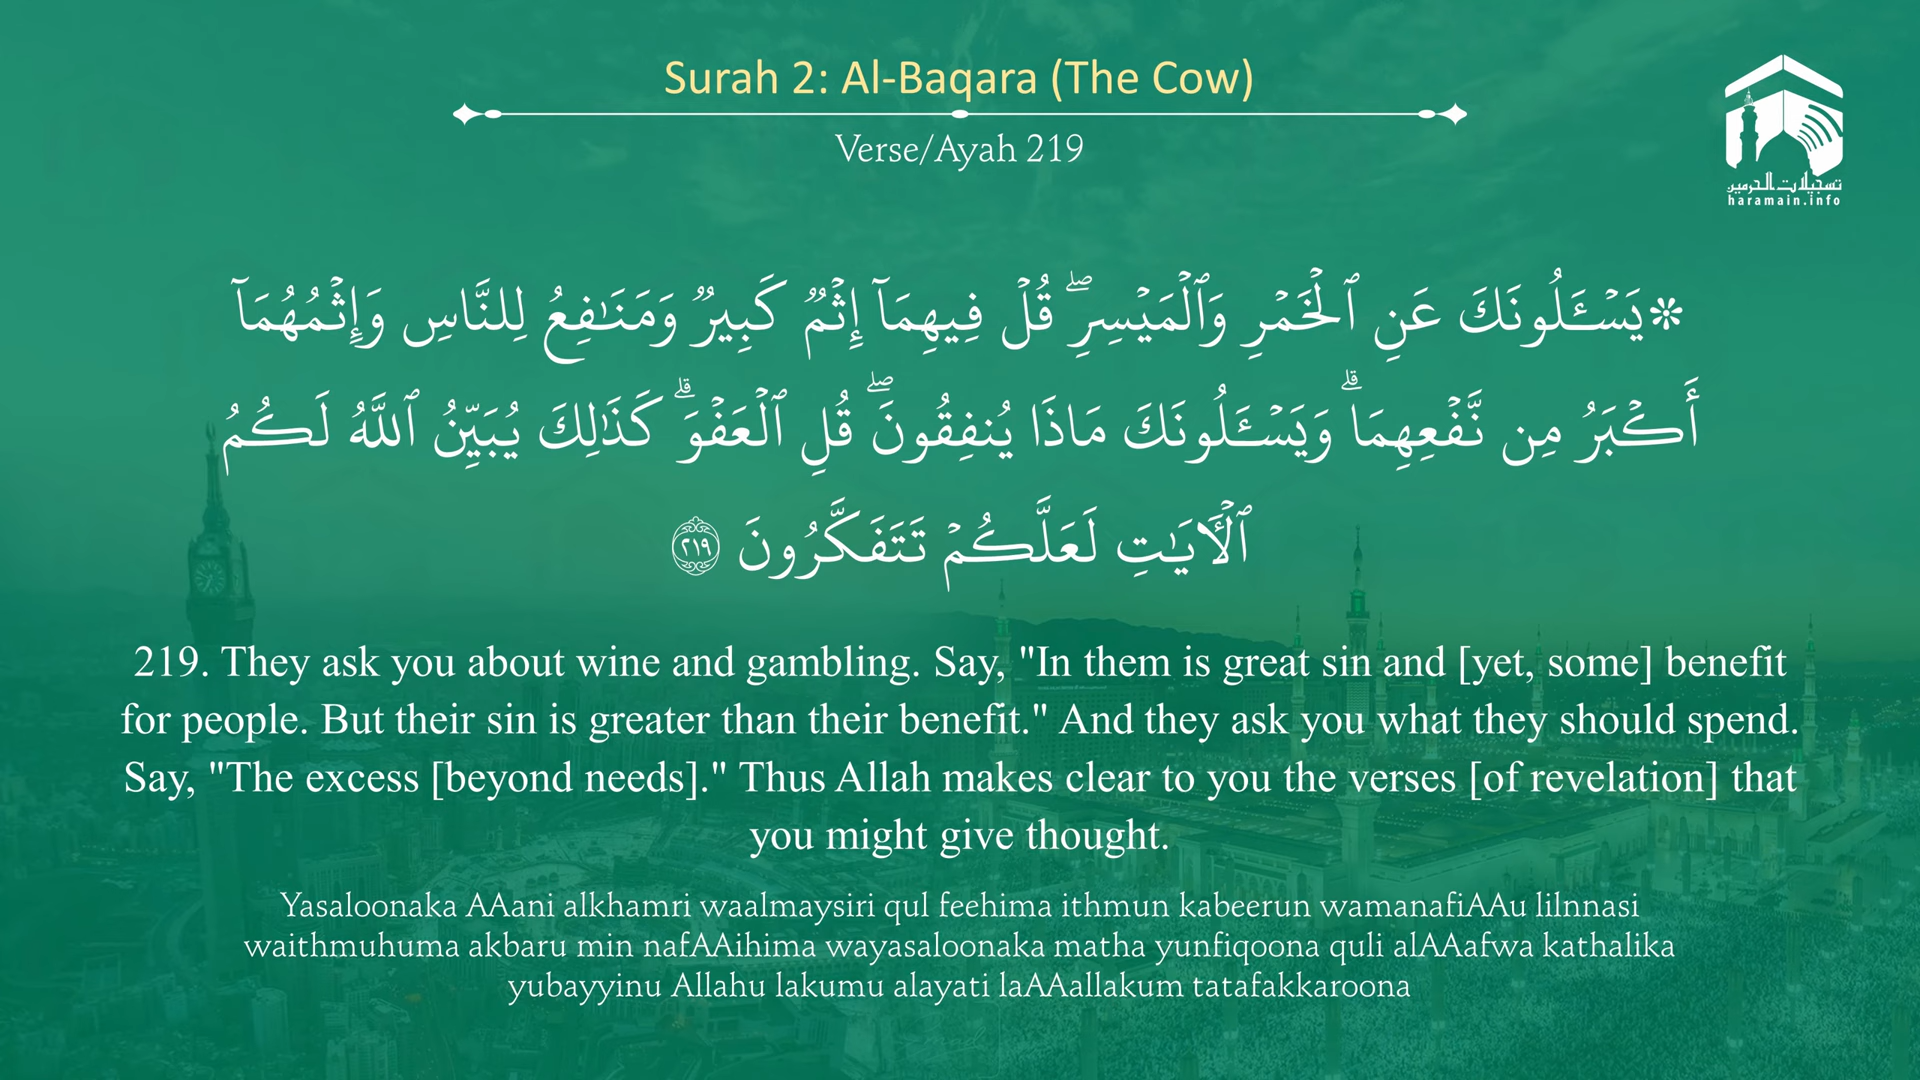 Surah 2: Al-Baqara (The Cow)
Verse/Ayah 219
تسجيلات الحرمين
haramain.info
۞يَسۡـَٔلُونَكَ عَنِ ٱلۡخَمۡرِ وَٱلۡمَيۡسِرِۖ قُلۡ فِيهِمَآ إِثۡمٞ كَبِيرٞ وَمَنَٰفِعُ لِلنَّاسِ وَإِثۡمُهُمَآ
أَكۡبَرُ مِن نَّفۡعِهِمَاۗ وَيَسۡـَٔلُونَكَ مَاذَا يُنفِقُونَۖ قُلِ ٱلۡعَفۡوَۗ كَذَٰلِكَ يُبَيِّنُ ٱللَّهُ لَكُمُ
ٱلۡأٓيَٰتِ لَعَلَّكُمۡ تَتَفَكَّرُونَ ٢١٩
219. They ask you about wine and gambling. Say, "In them is great sin and [yet, some] benefit
for people. But their sin is greater than their benefit." And they ask you what they should spend.
Say, "The excess [beyond needs]." Thus Allah makes clear to you the verses [of revelation] that
you might give thought.
Yasaloonaka AAani alkhamri waalmaysiri qul feehima ithmun kabeerun wamanafiAAu lilnnasi
waithmuhuma akbaru min nafAAihima wayasaloonaka matha yunfiqoona quli alAAafwa kathalika
yubayyinu Allahu lakumu alayati laAAallakum tatafakkaroona